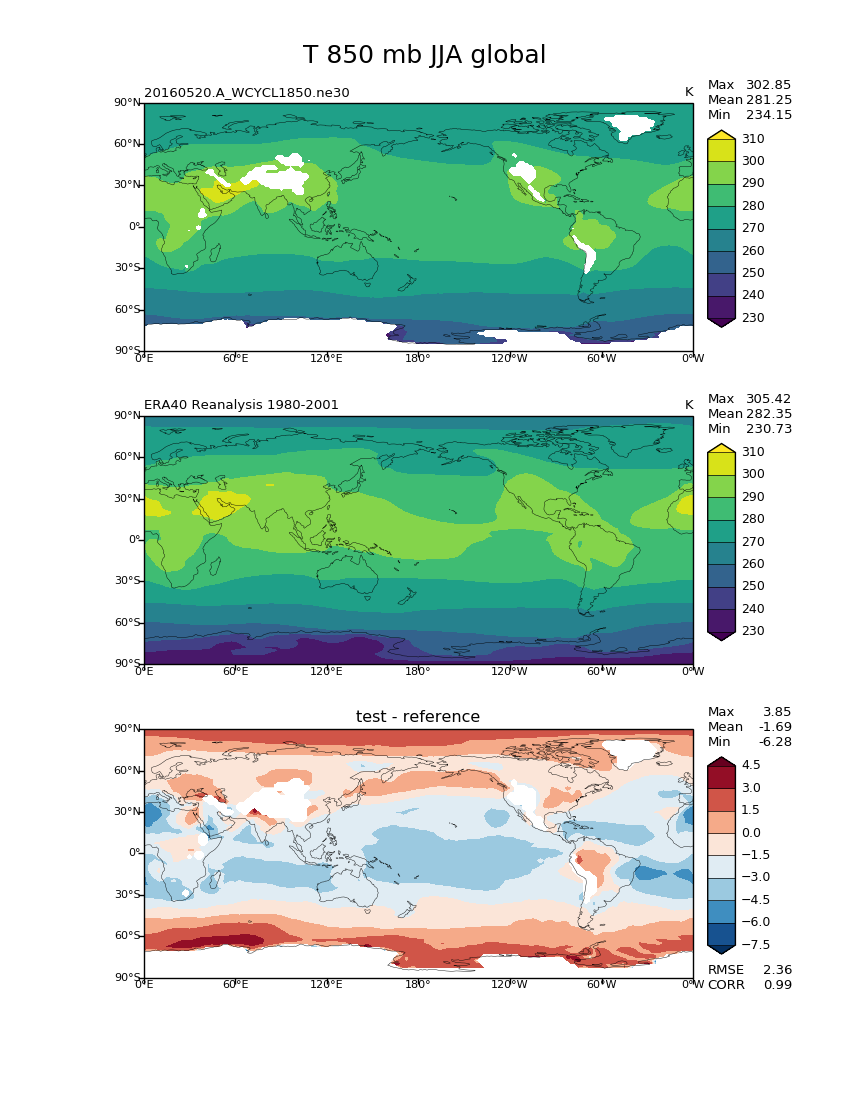 T 850 mb JJA global
20160520.A_WCYCL1850.ne30
K
Max 302.85
Mean 281.25
Min 234.15
90°N
60°N
30°N
0°
30°S
60°S
90°S
0°E 60°E 120°E 180° 120°W 60°W 0°W
310
300
290
280
270
260
250
240
230
ERA40 Reanalysis 1980-2001
K
Max 305.42
Mean 282.35
Min 230.73
90°N
60°N
30°N
0°
30°S
60°S
90°S
0°E 60°E 120°E 180° 120°W 60°W 0°W
310
300
290
280
270
260
250
240
230
test - reference
Max 3.85
Mean -1.69
Min -6.28
90°N
60°N
30°N
0°
30°S
60°S
90°S
0°E 60°E 120°E 180° 120°W 60°W 0°W
4.5
3.0
1.5
0.0
−1.5
−3.0
−4.5
−6.0
−7.5
RMSE 2.36
CORR 0.99